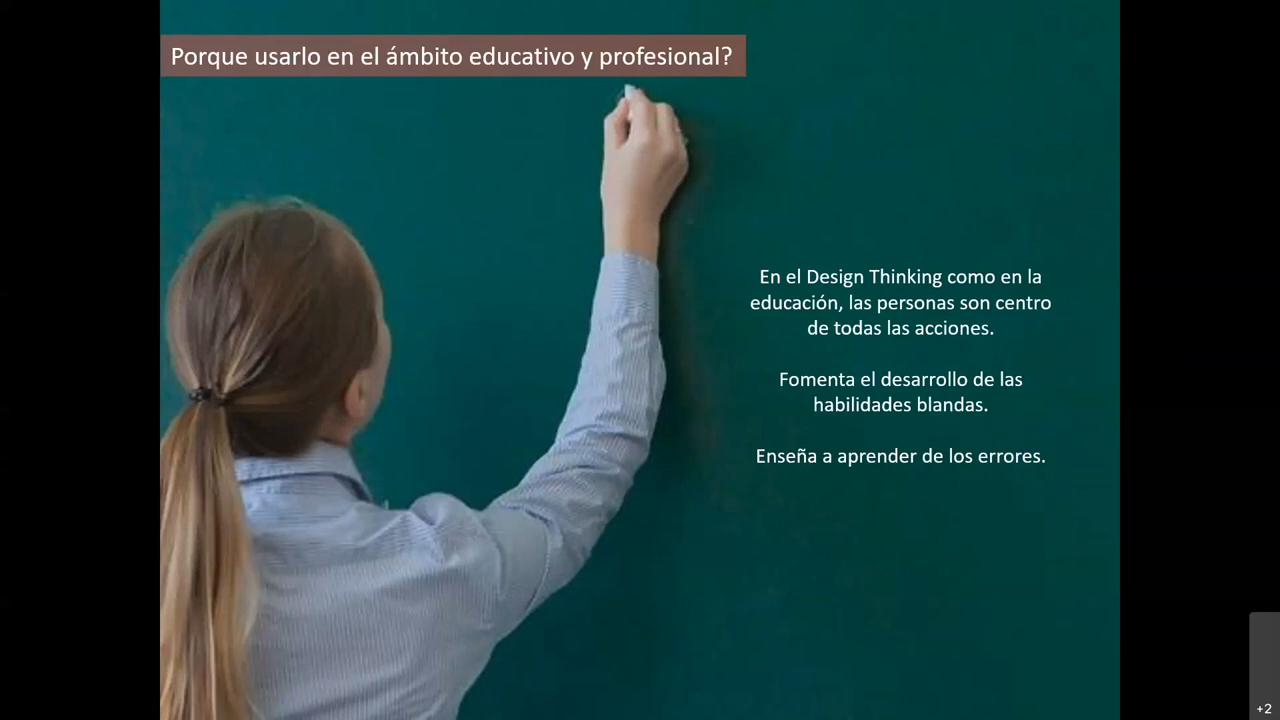 Porque usarlo en el ámbito educativo y profesional?
En el Design Thinking como en la
educación, las personas son centro
de todas las acciones.
Fomenta el desarrollo de las
habilidades blandas.
Enseña a aprender de los errores.
+2